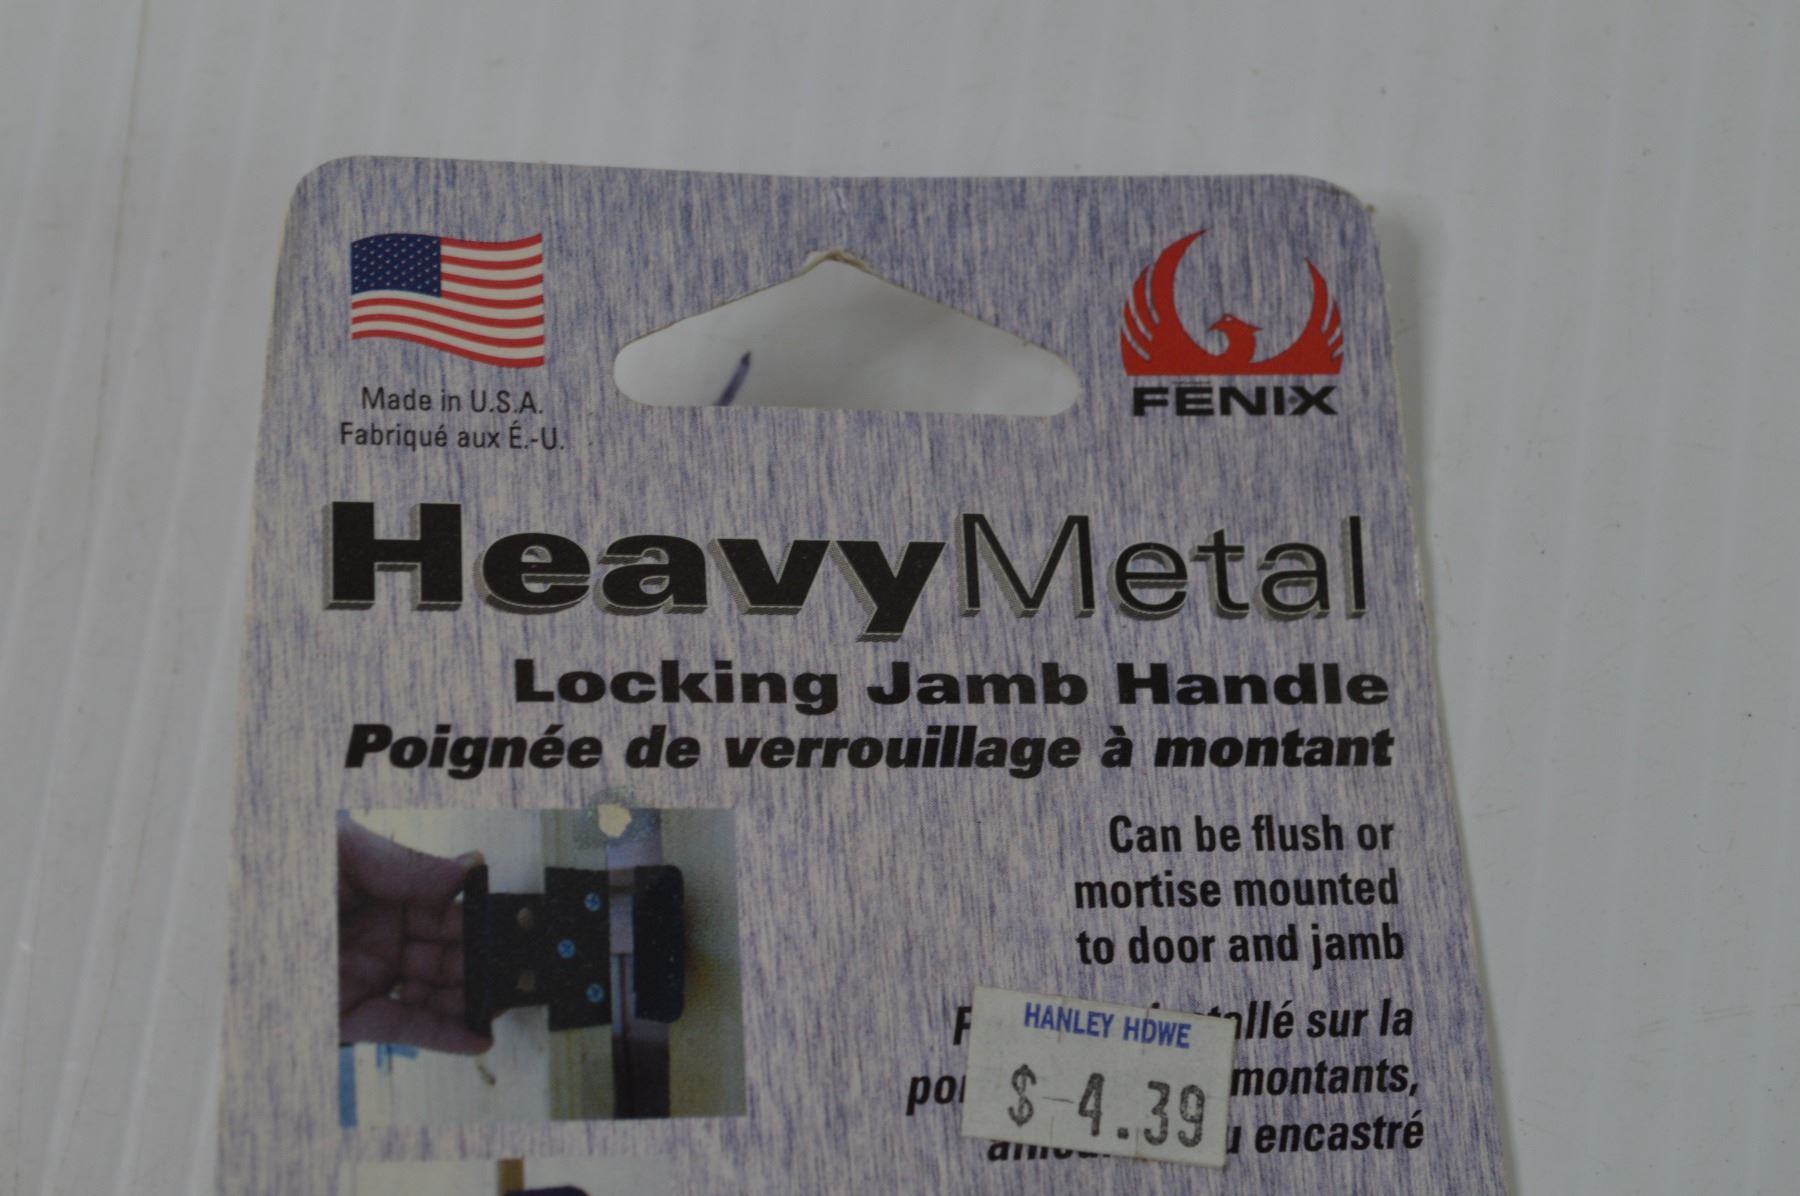 Made in U.S.A.
Fabriqué aux É.-U.
FENIX
HeavyMetal
Locking Jamb Handle
Poignée de verrouillage à montant
Can be flush or
mortise mounted
to door and jamb
sur la
montants,
encastré
HANLEY HDWE
$ 4.39